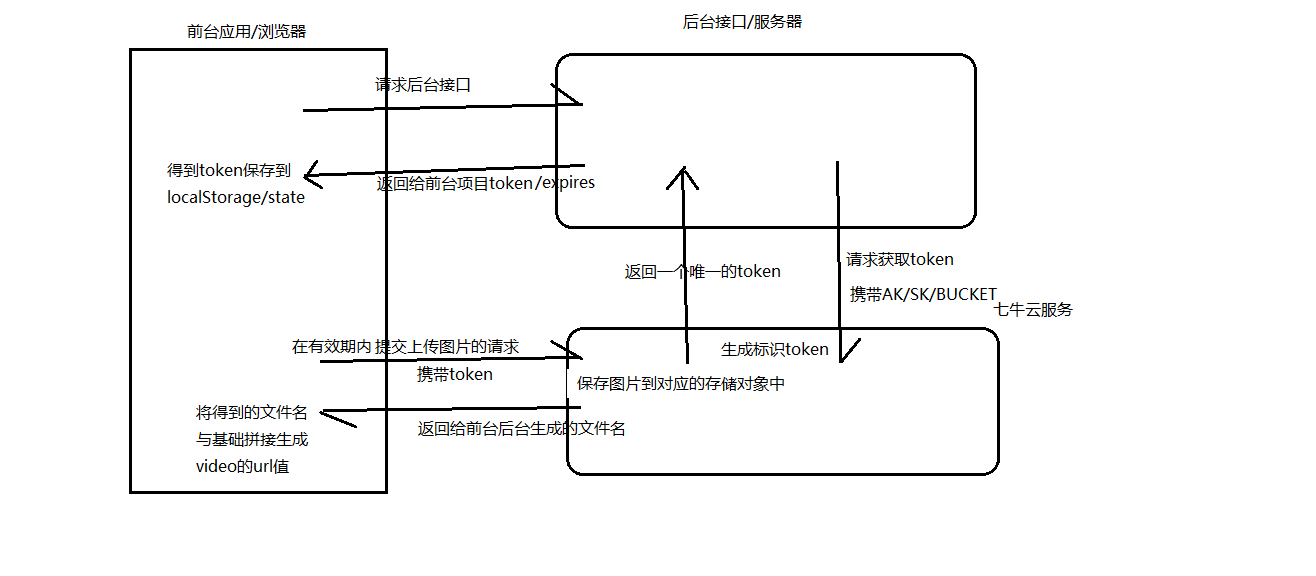 前台应用/浏览器
后台接口/服务器
请求后台接口
得到token保存到
localStorage/state
返回给前台项目token/expires
返回一个唯一的token
请求获取token
携带AK/SK/BUCKET
七牛云服务
在有效期内 提交上传图片的请求
携带token
生成标识token
保存图片到对应的存储对象中
将得到的文件名
与基础拼接生成
video的url值
返回给前台后台生成的文件名